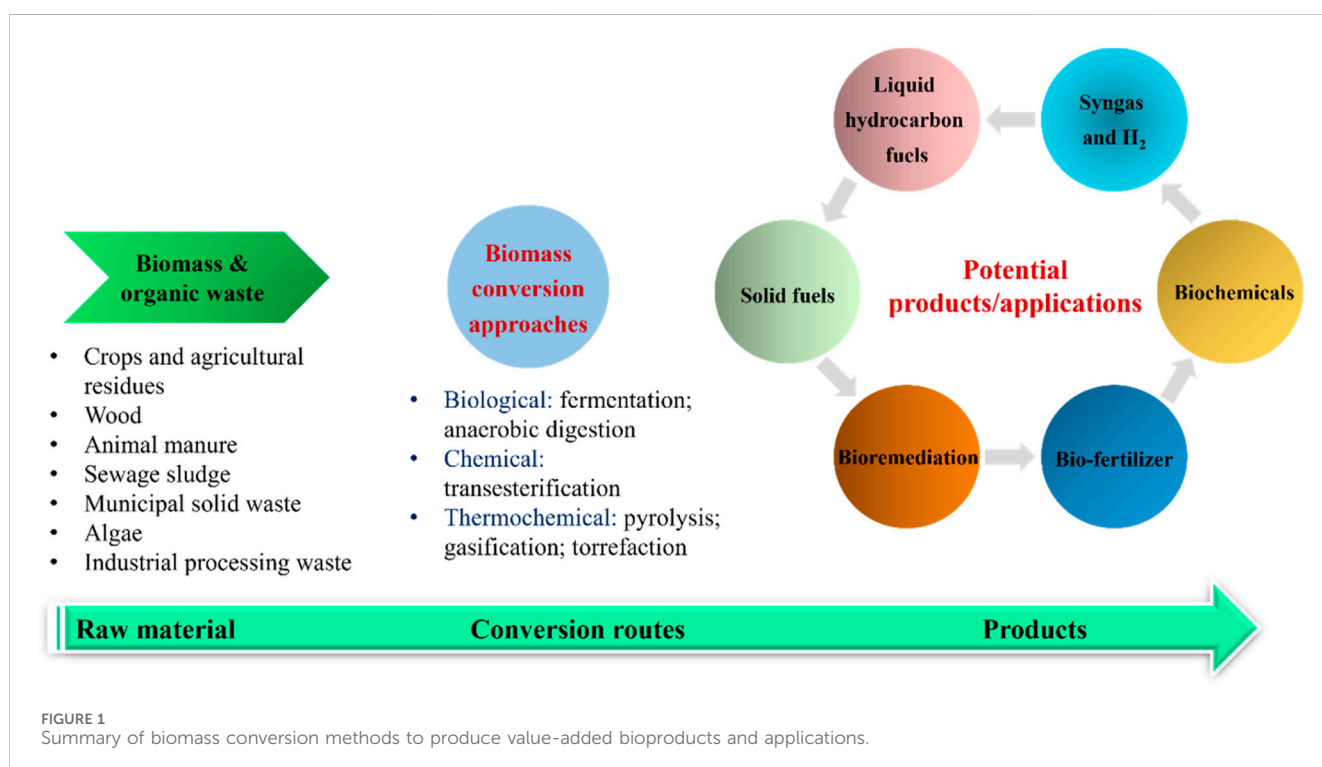 Biomass &
organic waste
• Crops and agricultural
residues
• Wood
• Animal manure
• Sewage sludge
• Municipal solid waste
• Algae
• Industrial processing waste
Biomass
conversion
approaches
• Biological: fermentation;
anaerobic digestion
• Chemical:
transesterification
• Thermochemical: pyrolysis;
gasification; torrefaction
Liquid
hydrocarbon
fuels
Syngas
and H₂
Solid fuels
Potential
products/applications
Biochemicals
Bioremediation
Bio-fertilizer
Raw material
Conversion routes
Products
FIGURE 1
Summary of biomass conversion methods to produce value-added bioproducts and applications.